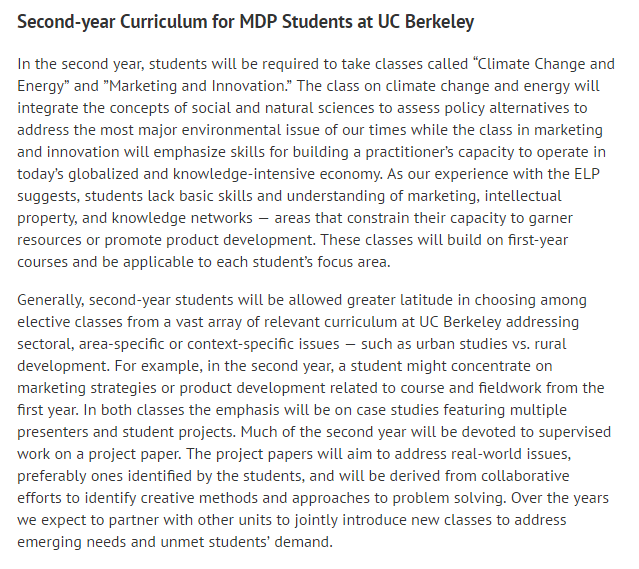 Second-year Curriculum for MDP Students at UC Berkeley
In the second year, students will be required to take classes called “Climate Change and
Energy” and ”Marketing and Innovation.” The class on climate change and energy will
integrate the concepts of social and natural sciences to assess policy alternatives to
address the most major environmental issue of our times while the class in marketing
and innovation will emphasize skills for building a practitioner’s capacity to operate in
today’s globalized and knowledge-intensive economy. As our experience with the ELP
suggests, students lack basic skills and understanding of marketing, intellectual
property, and knowledge networks — areas that constrain their capacity to garner
resources or promote product development. These classes will build on first-year
courses and be applicable to each student’s focus area.
Generally, second-year students will be allowed greater latitude in choosing among
elective classes from a vast array of relevant curriculum at UC Berkeley addressing
sectoral, area-specific or context-specific issues — such as urban studies vs. rural
development. For example, in the second year, a student might concentrate on
marketing strategies or product development related to course and fieldwork from the
first year. In both classes the emphasis will be on case studies featuring multiple
presenters and student projects. Much of the second year will be devoted to supervised
work on a project paper. The project papers will aim to address real-world issues,
preferably ones identified by the students, and will be derived from collaborative
efforts to identify creative methods and approaches to problem solving. Over the years
we expect to partner with other units to jointly introduce new classes to address
emerging needs and unmet students’ demand.